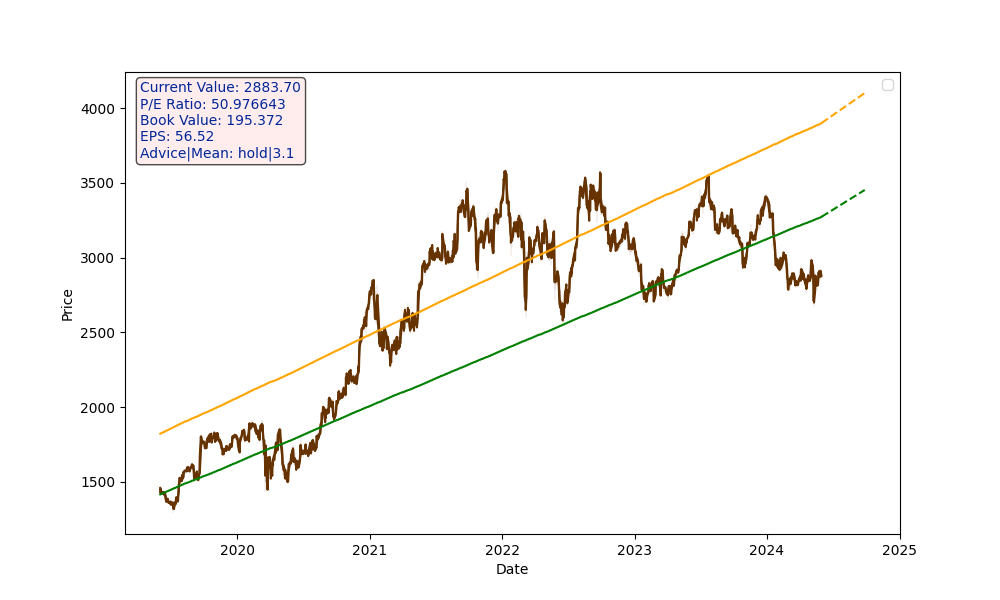 Current Value: 2883.70
P/E Ratio: 50.976643
Book Value: 195.372
EPS: 56.52
Advice|Mean: hold|3.1
Price
4000
3500
3000
2500
2000
1500
2020 2021 2022 2023 2024 2025
Date